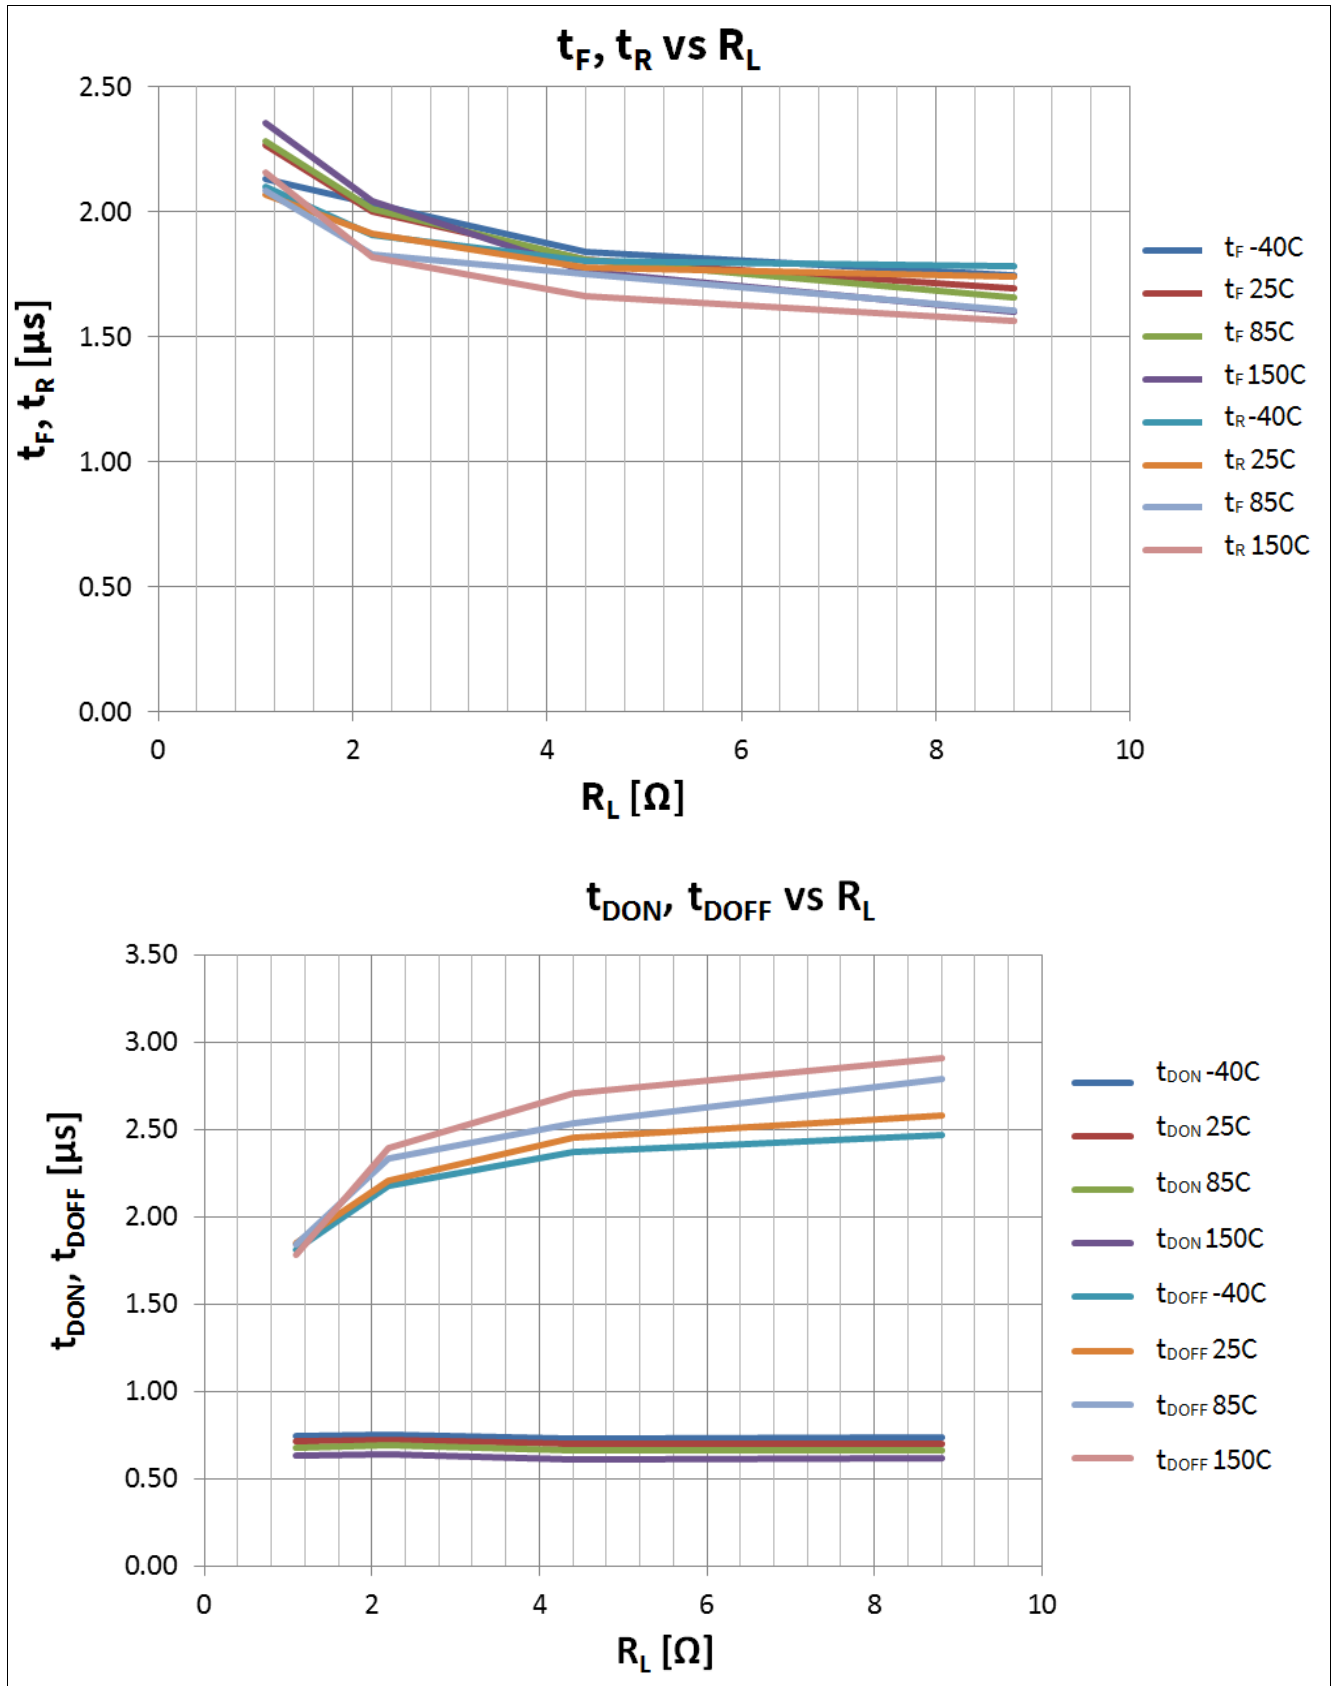 tF, tR vs RL
2.50
2.00
1.50
1.00
0.50
0.00
tF, tR [µs]
0 2 4 6 8 10
RL [Ω]
tF -40C
tF 25C
tF 85C
tF 150C
tR -40C
tR 25C
tF 85C
tR 150C
tDON, tDOFF vs RL
3.50
3.00
2.50
2.00
1.50
1.00
0.50
0.00
tDON, tDOFF [µs]
0 2 4 6 8 10
RL [Ω]
tDON -40C
tDON 25C
tDON 85C
tDON 150C
tDOFF -40C
tDOFF 25C
tDOFF 85C
tDOFF 150C